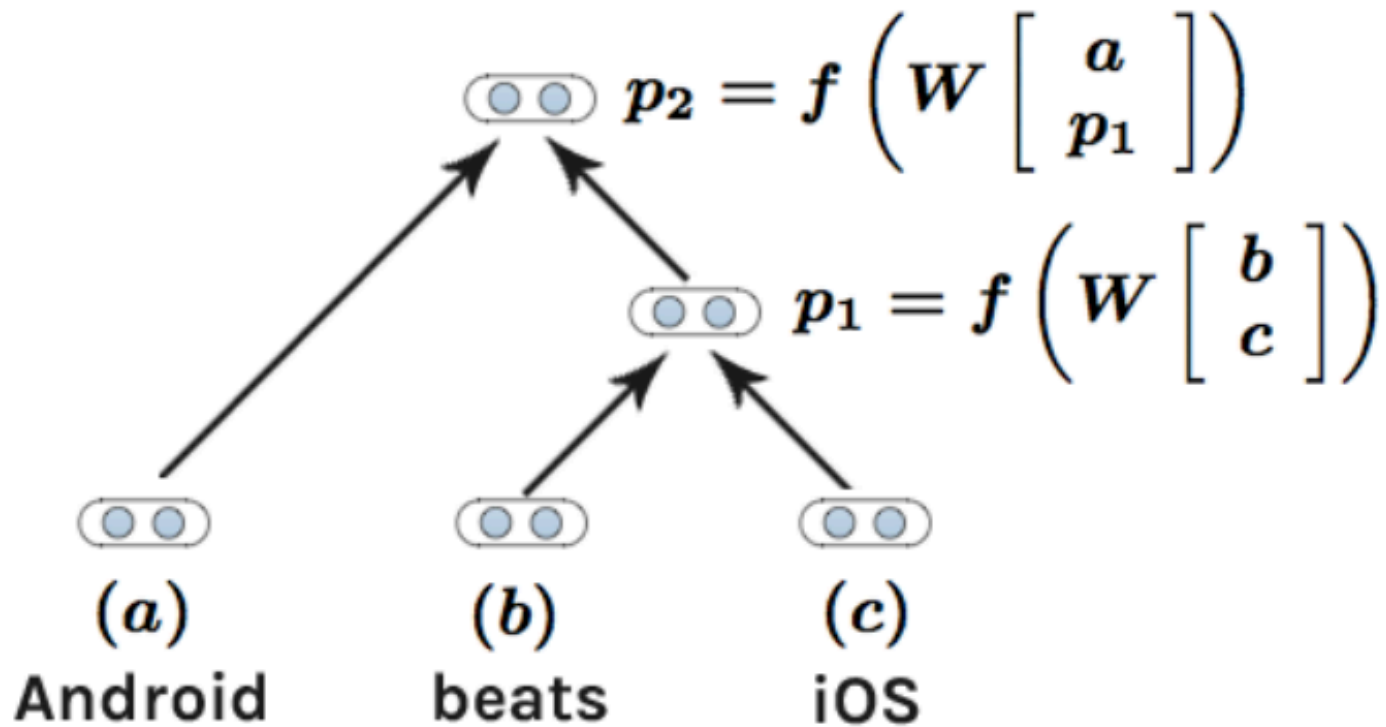 p₂ = f ( W [ a p₁ ] )
p₁ = f ( W [ b c ] )
(a) (b) (c)
Android beats iOS